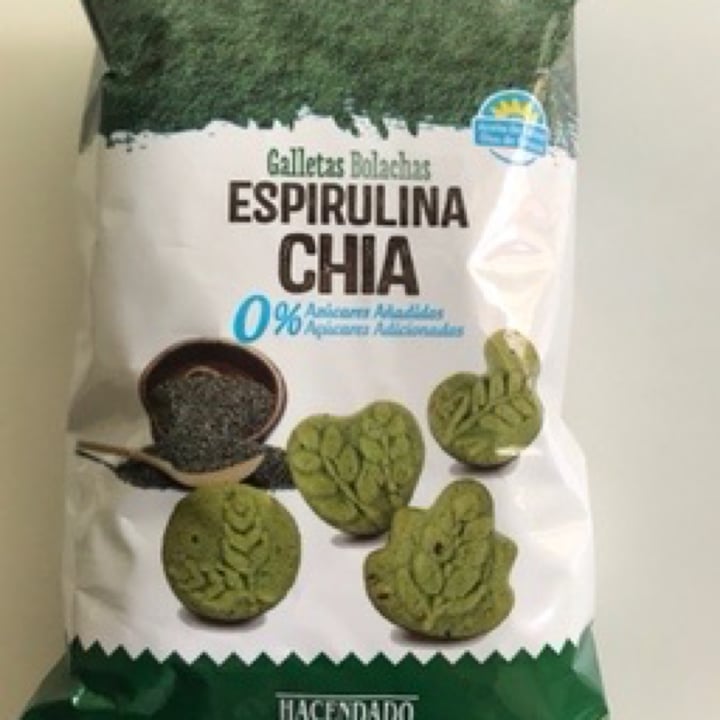 Galletas Bolachas
ESPIRULINA
CHIA
0% Azúcares Añadidos
Açúcares Adicionados
HACENDADO